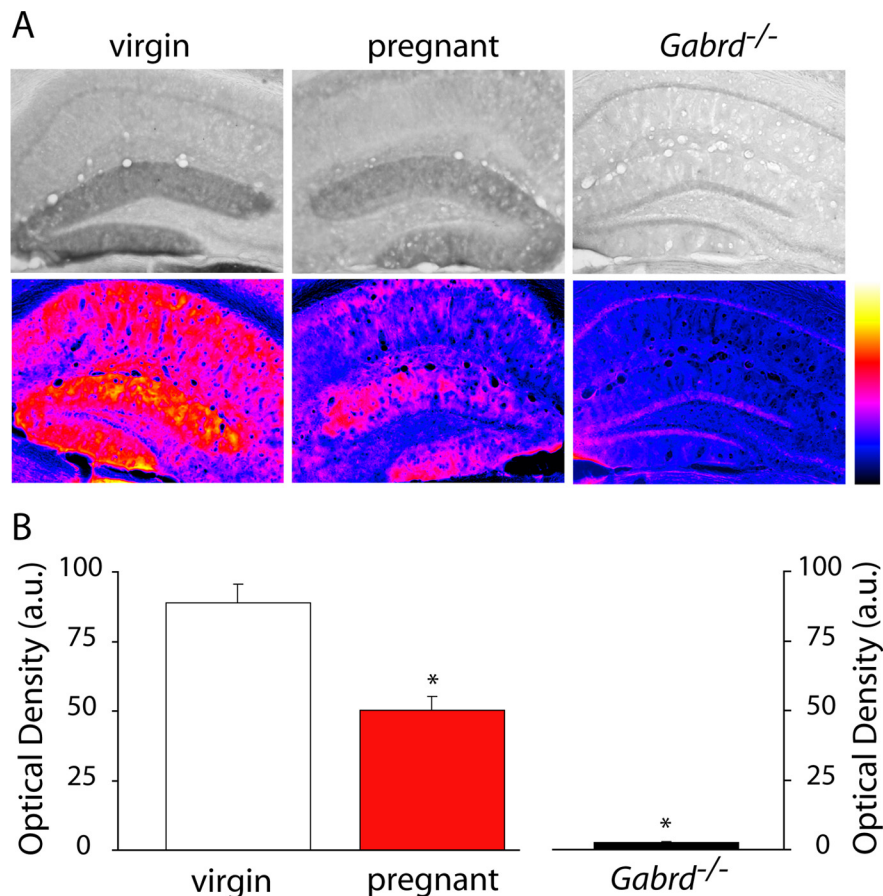 A
virgin
pregnant
Gabrd-/-
B
Optical Density (a.u.)
100
75
50
25
0
*
*
100
75
50
25
0
Optical Density (a.u.)
virgin
pregnant
Gabrd-/-